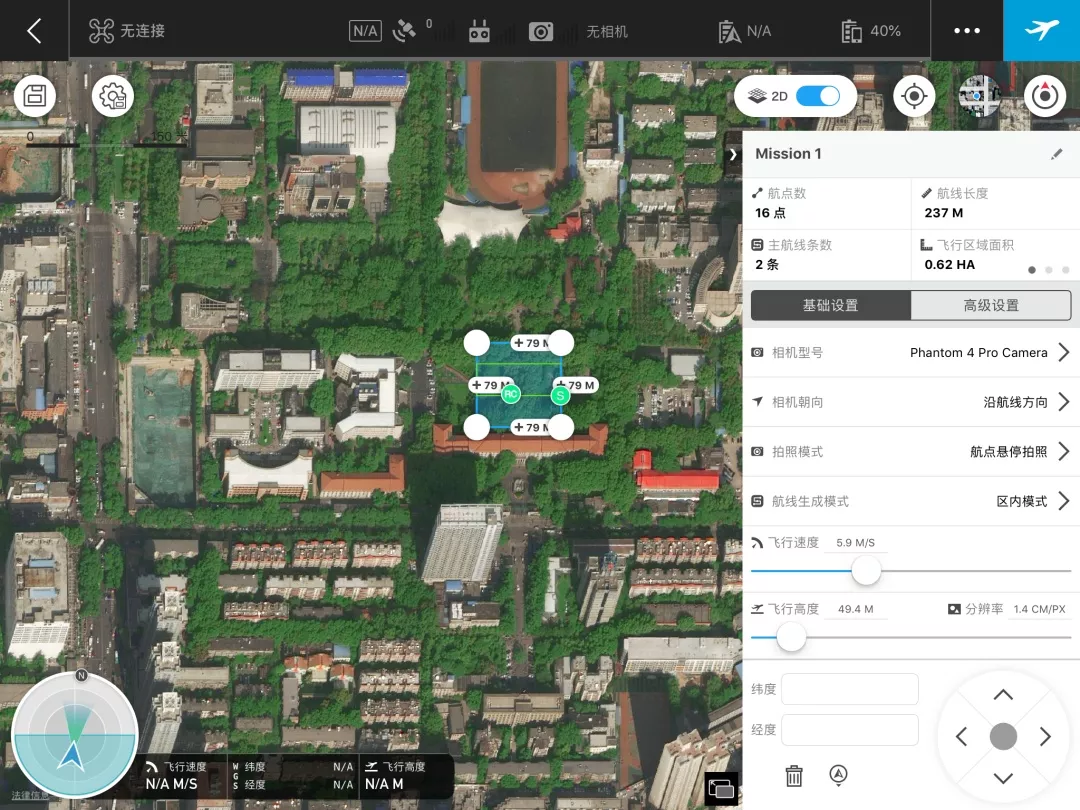 无连接
N/A
0
无相机
N/A
40%
2D
0
150 米
Mission 1
航点数
16 点
航线长度
237 M
主航线条数
2 条
飞行区域面积
0.62 HA
基础设置
高级设置
相机型号
Phantom 4 Pro Camera
相机朝向
沿航线方向
拍照模式
航点悬停拍照
航线生成模式
区内模式
飞行速度
5.9 M/S
飞行高度
49.4 M
分辨率
1.4 CM/PX
纬度
经度
+ 79 M
+ 79 M
+ 79 M
RC
S
+ 79 M
N
飞行速度
N/A M/S
WGS
纬度
N/A
经度
N/A
飞行高度
N/A M
法律信息